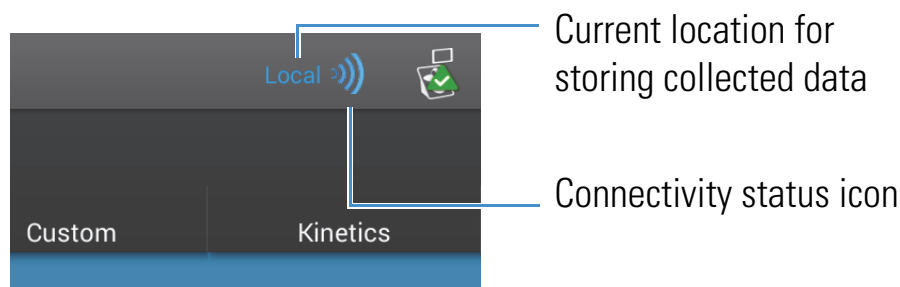 Current location for
storing collected data
Local
Connectivity status icon
Custom
Kinetics